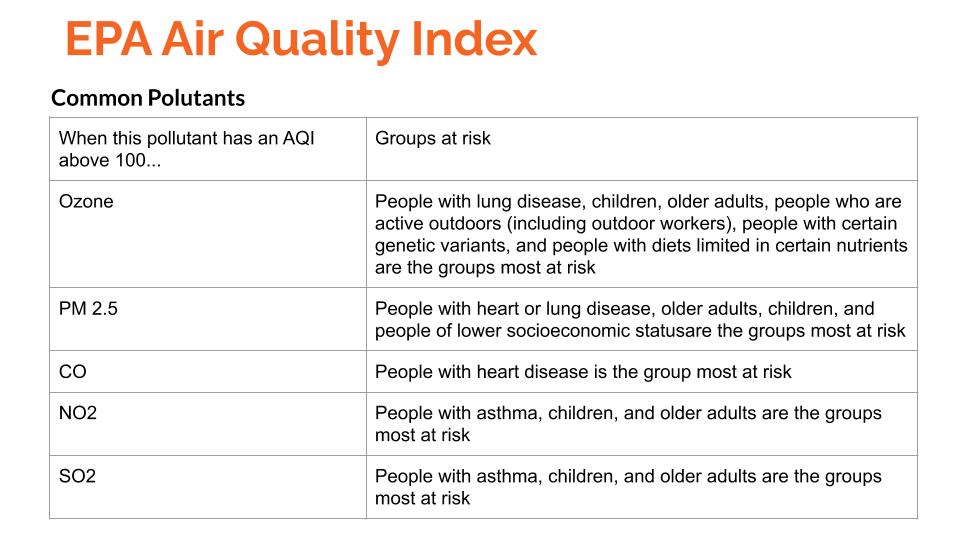 EPA Air Quality Index
Common Polutants
When this pollutant has an AQI
above 100...
Groups at risk
Ozone
People with lung disease, children, older adults, people who are
active outdoors (including outdoor workers), people with certain
genetic variants, and people with diets limited in certain nutrients
are the groups most at risk
PM 2.5
People with heart or lung disease, older adults, children, and
people of lower socioeconomic statusare the groups most at risk
CO
People with heart disease is the group most at risk
NO2
People with asthma, children, and older adults are the groups
most at risk
SO2
People with asthma, children, and older adults are the groups
most at risk